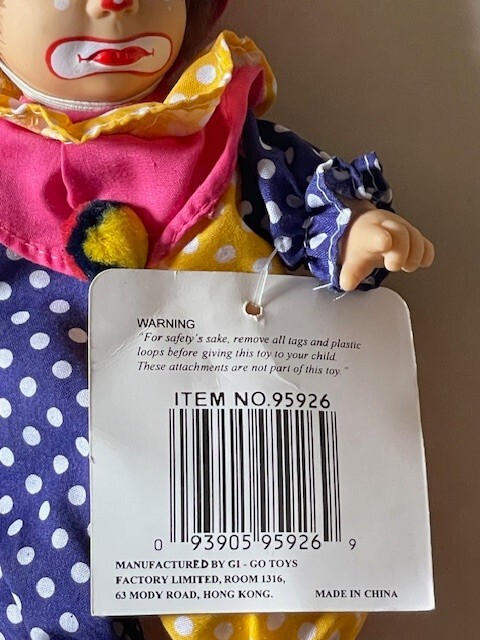 WARNING
"For safety's sake, remove all tags and plastic
loops before giving this toy to your child.
These attachments are not part of this toy."
ITEM NO.95926
0 93905 95926 9
MANUFACTURED BY GI - GO TOYS
FACTORY LIMITED, ROOM 1316,
63 MODY ROAD, HONG KONG. MADE IN CHINA